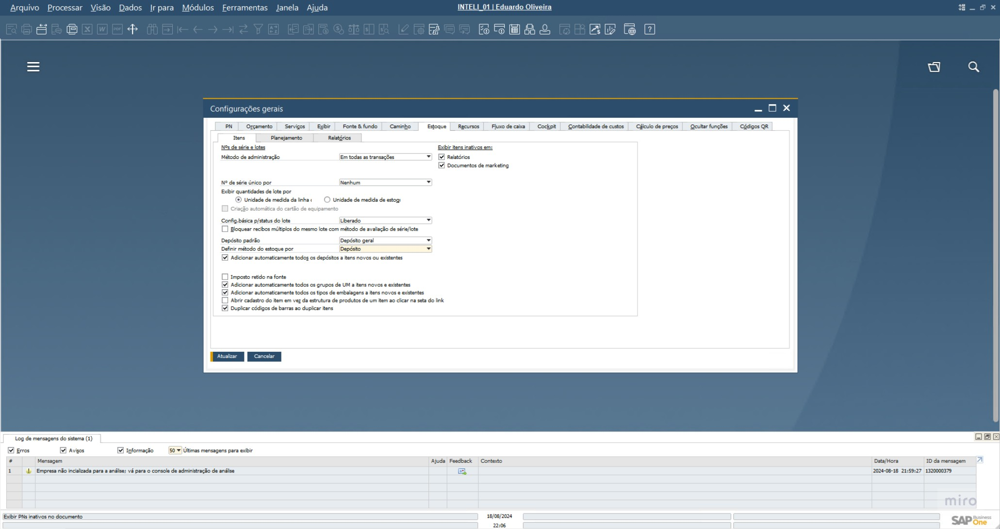 Arquivo Processar Visão Dados Ir para Módulos Ferramentas Janela Ajuda
INTELI_01 | Eduardo Oliveira
Configurações gerais
PN Orçamento Serviços Exibir Fonte & fundo Caminho Estoque Recursos Fluxo de caixa Cockpit Contabilidade de custos Cálculo de preços Ocultar funções Códigos QR
Itens Planejamento Relatórios
Nºs de série e lotes
Exibir itens inativos em:
Método de administração Em todas as transações
Relatórios
Documentos de marketing
Nº de série único por Nenhum
Exibir quantidades de lote por
Unidade de medida da linha Unidade de medida de
Criação automática do cartão de equipamento
Config.básica p/status do lote Liberado
Bloquear recibos múltiplos do mesmo lote com método de avaliação de série/lote
Depósito padrão Depósito geral
Definir método do estoque por Depósito
Adicionar automaticamente todos os depósitos a itens novos ou existentes
Imposto retido na fonte
Adicionar automaticamente todos os grupos de UM a itens novos e existentes
Adicionar automaticamente todos os tipos de embalagens a itens novos e existentes
Abrir cadastro do item em vez da estrutura de produtos de um item ao clicar na seta do link
Duplicar códigos de barras ao duplicar itens
Atualizar Cancelar
Log de mensagens do sistema (1)
Erros Avisos Informação 50 Últimas mensagens para exibir
# Mensagem Ajuda Feedback Contexto Data/Hora ID da mensagem
1 Empresa não incializada para a análise; vá para o console de administração de análise 2024-08-18 21:59:27 1320000379
miro
Exibir PNs inativos no documento 18/08/2024
22:06
SAP Business One